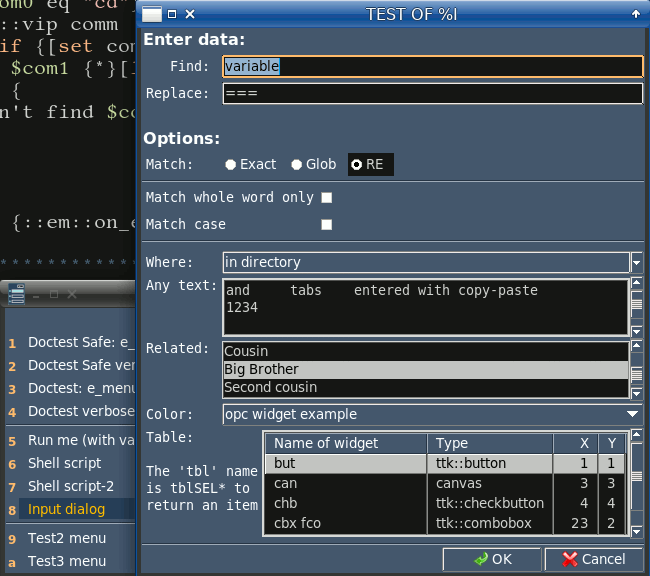 com0 eq "cd"
::vip comm
if {[set com
$com1 {*}[
{
n't find $co
{::em::on_e
************
TEST OF %I
Enter data:
Find: variable
Replace: ===
Options:
Match: Exact Glob RE
Match whole word only
Match case
Where: in directory
Any text: and tabs entered with copy-paste
1234
Related: Cousin
Big Brother
Second cousin
Color: opc widget example
Table: Name of widget Type X Y
but ttk::button 1 1
can canvas 3 3
chb ttk::checkbutton 4 4
cbx fco ttk::combobox 23 2
The 'tbl' name
is tblSEL* to
return an item
OK Cancel
1 Doctest Safe: e_
2 Doctest Safe ver
3 Doctest: e_menu
4 Doctest verbose
5 Run me (with va
6 Shell script
7 Shell script-2
8 Input dialog
9 Test2 menu
a Test3 menu